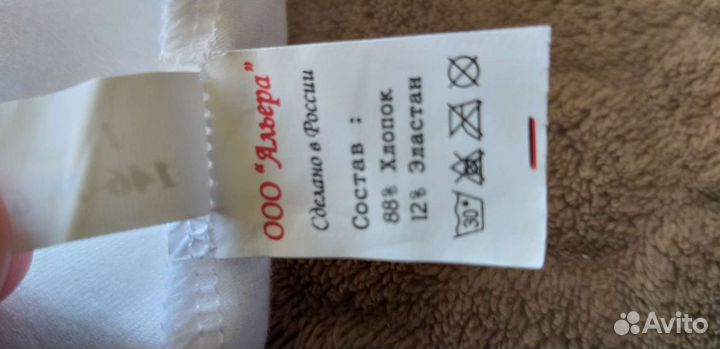 ООО "Альера"
Сделано в России
Состав :
88% Хлопок
12% Эластан
30°
146
Avito